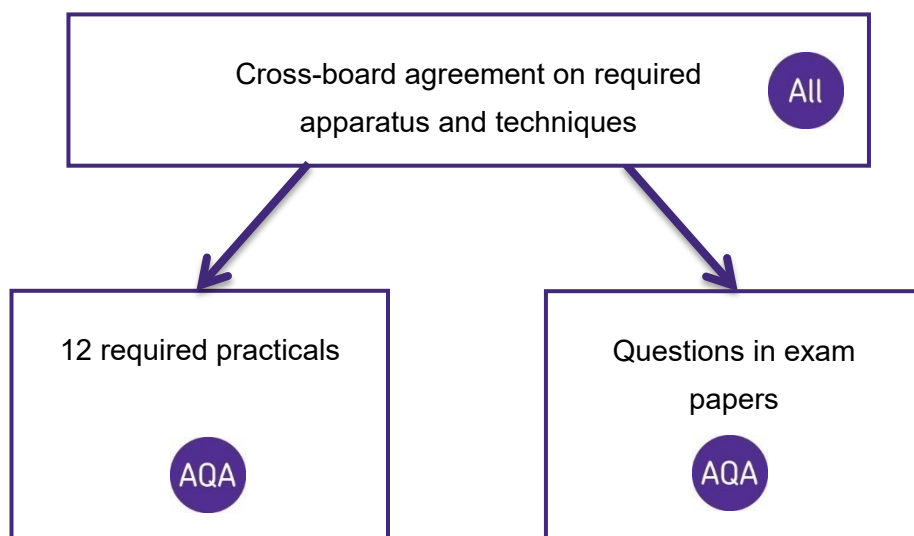 Cross-board agreement on required
apparatus and techniques
All
12 required practicals
AQA
Questions in exam
papers
AQA